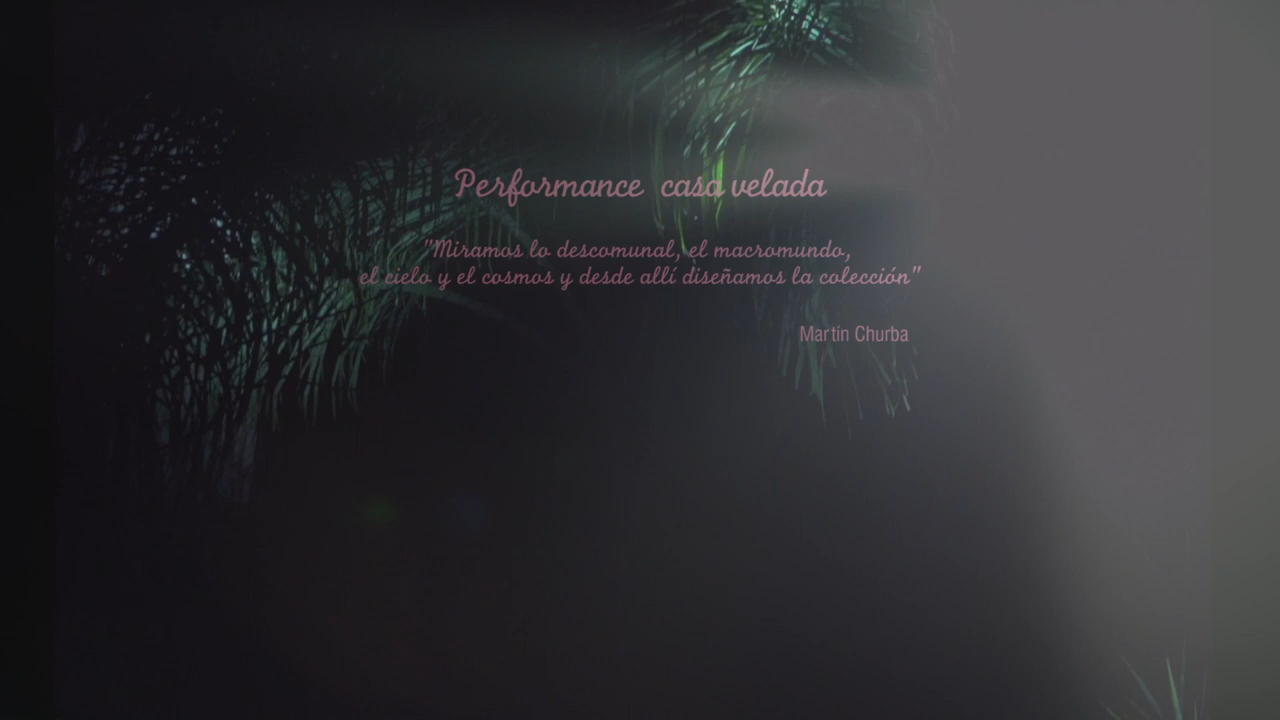 Performance casa velada
"Miramos lo descomunal, el macromundo,
el cielo y el cosmos y desde allí diseñamos la colección"
Martín Churba